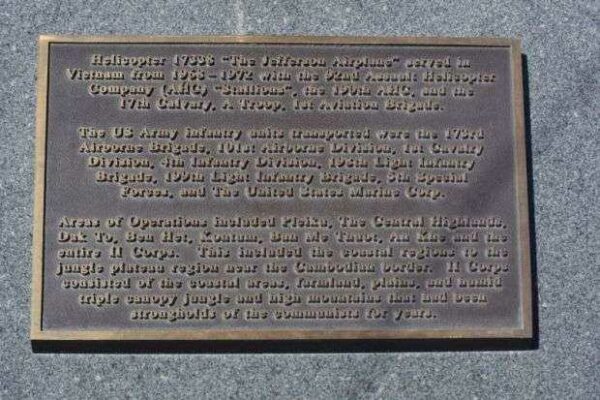 Helicopter 17338 "The Jefferson Airplane" served in
Vietnam from 1968 – 1972 with the 92nd Assault Helicopter
Company (AHC) "Stallions", the 190th AHC, and the
17th Calvary, A Troop, 1st Aviation Brigade.
The US Army infantry units transported were the 173rd
Airborne Brigade, 101st Airborne Division, 1st Cavalry
Division, 4th Infantry Division, Light Infantry
Brigade, 199th Light Infantry Brigade, 5th Special
Forces, and The United States Marine Corp.
Areas of Operations included Pleiku, The Central Highlands,
Dak To, Ben Het, Kontum, Ban Me Tauot, An Khe and the
entire II Corps. This included the coastal regions to the
jungle plateau region near the Cambodian border. II Corps
consisted of the coastal areas, farmland, plains, and humid
triple canopy jungle and high mountains that had been
strongholds of the communists for years.